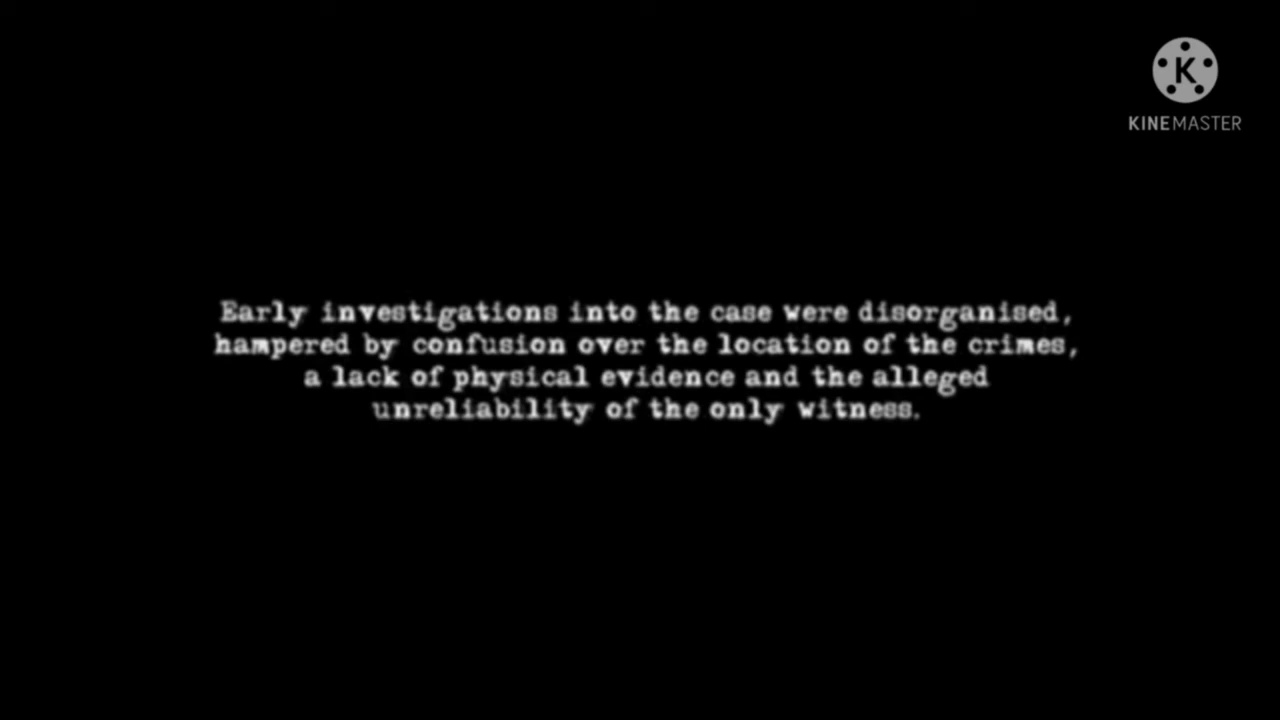 KINEMASTER
Early investigations into the case were disorganised,
hampered by confusion over the location of the crimes,
a lack of physical evidence and the alleged
unreliability of the only witness.